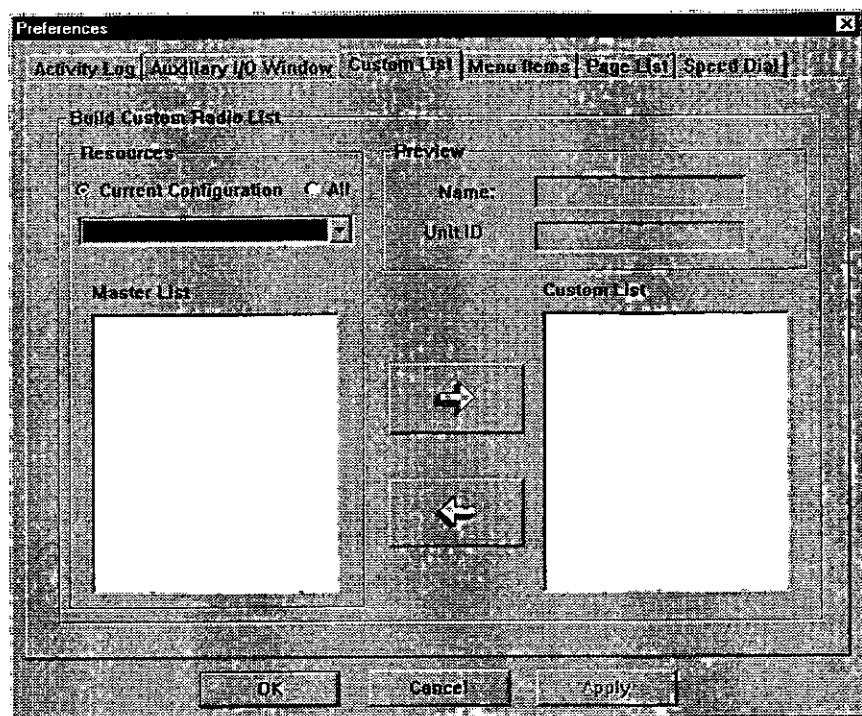 Preferences
Activity Log Auxiliary I/O Window Custom List Menu Items Page List Speed Dial
Build Custom Radio List
Resources
Current Configuration All
Preview
Name:
Unit ID
Master List
Custom List
OK Cancel Apply